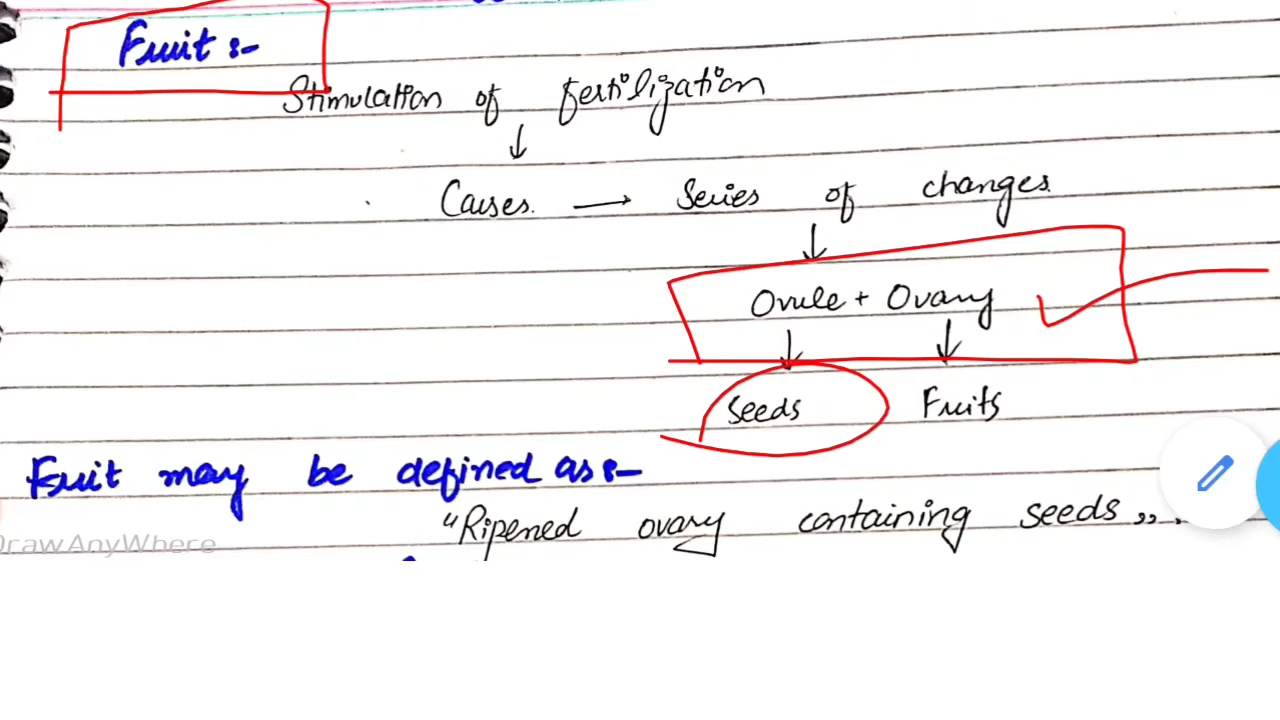 Fruit :-
Stimulation of fertilization
↓
Causes. → Series of changes.
↓
Ovule + Ovary
↓ ↓
Seeds Fruits
Fruit may be defined as:-
"Ripened ovary containing seeds,, .
DrawAnyWhere